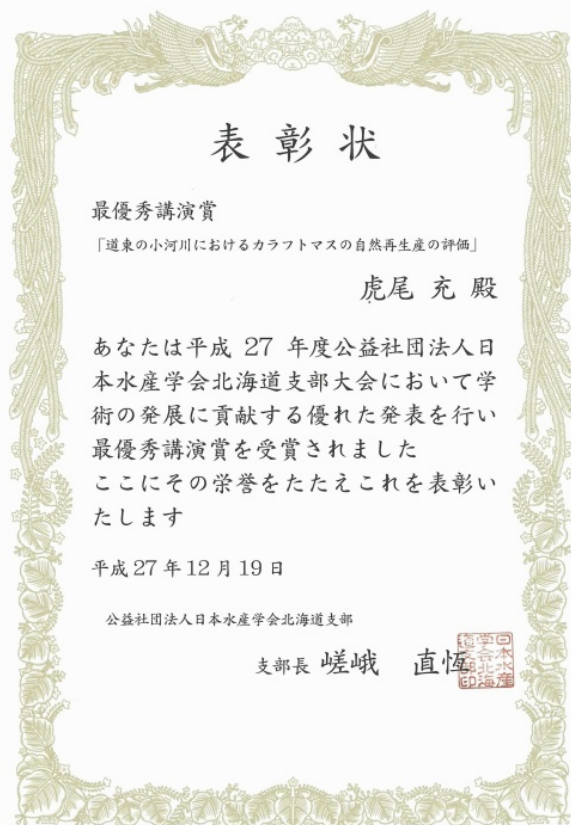 表彰状
最優秀講演賞
「道東の小河川におけるカラフトマスの自然再生産の評価」
虎尾 充 殿
あなたは平成 27 年度公益社団法人日
本水産学会北海道支部大会において学
術の発展に貢献する優れた発表を行い
最優秀講演賞を受賞されました
ここにその栄誉をたたえこれを表彰い
たします
平成 27 年 12 月 19 日
公益社団法人日本水産学会北海道支部
支部長 嵯峨 直恆
日本水産
学会北海
道支部印